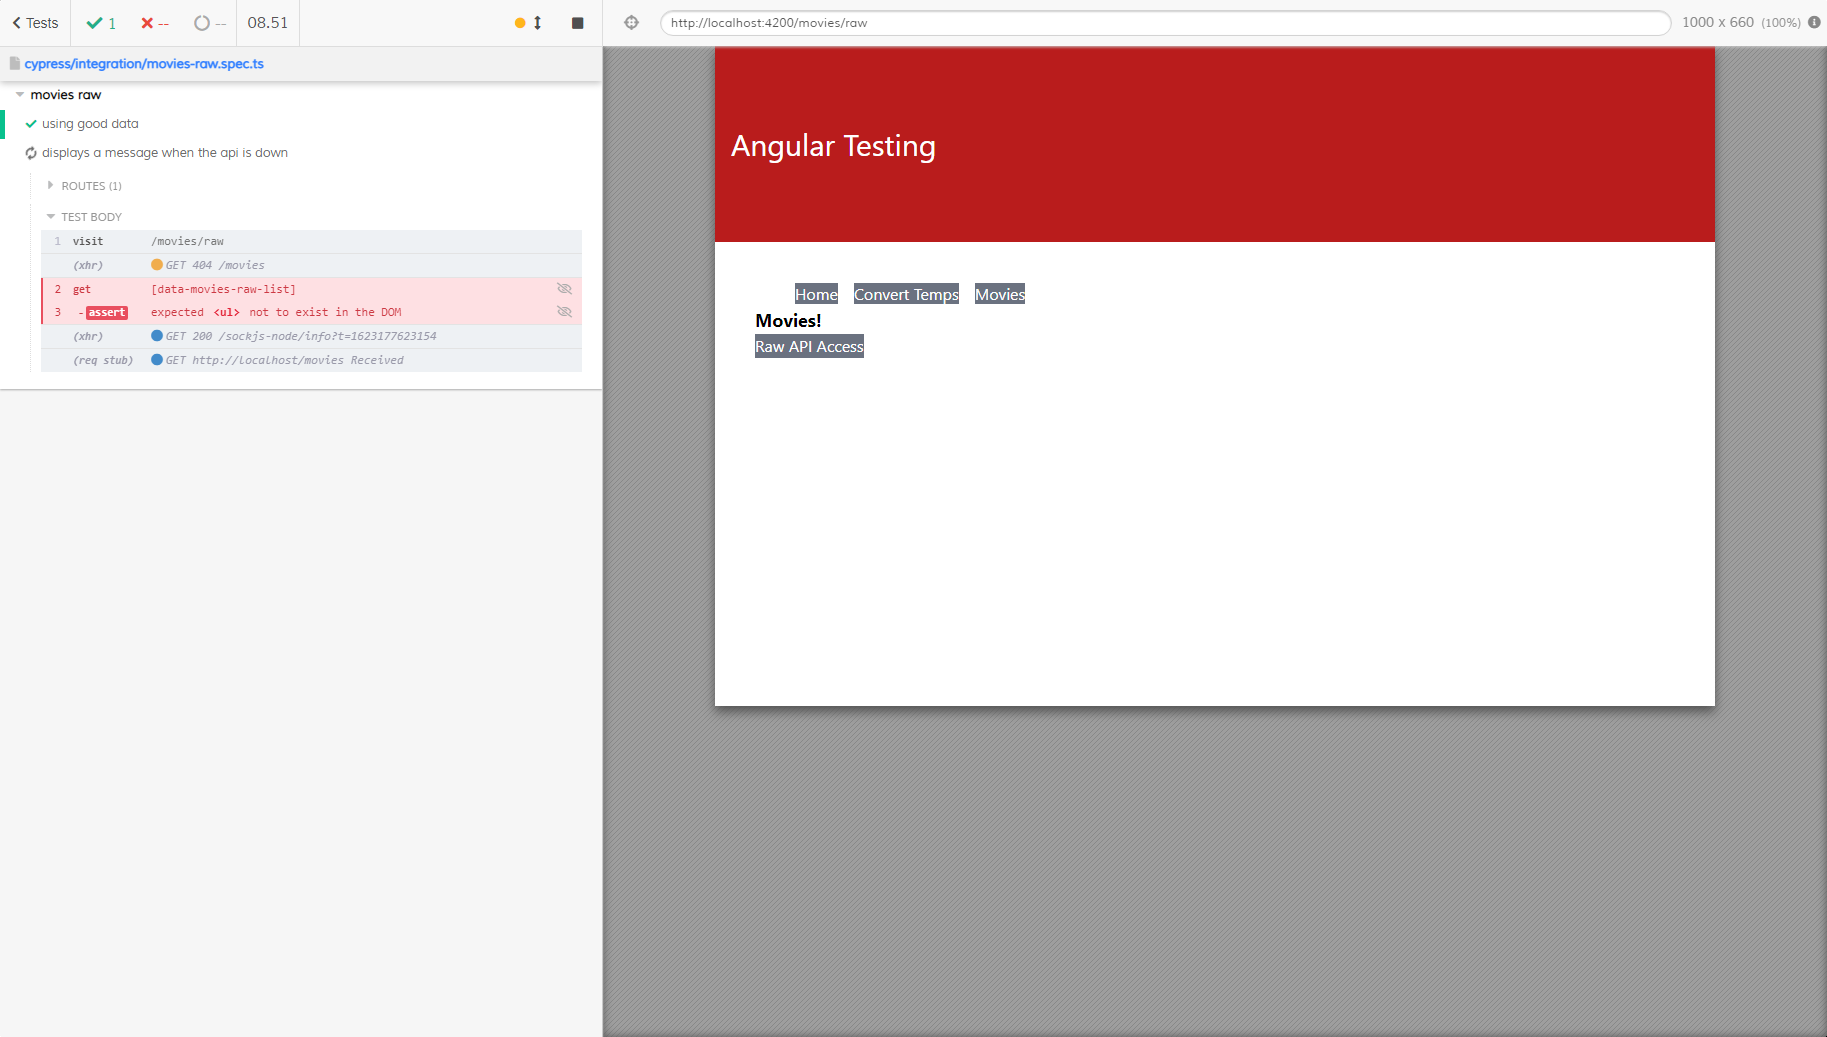 Tests
1
--
--
08.51
http://localhost:4200/movies/raw
1000 x 660 (100%)
cypress/integration/movies-raw.spec.ts
movies raw
using good data
displays a message when the api is down
ROUTES (1)
TEST BODY
1 visit /movies/raw
(xhr) GET 404 /movies
2 get [data-movies-raw-list]
3 -assert expected <ul> not to exist in the DOM
(xhr) GET 200 /sockjs-node/info?t=1623177623154
(req stub) GET http://localhost/movies Received
Angular Testing
Home Convert Temps Movies
Movies!
Raw API Access